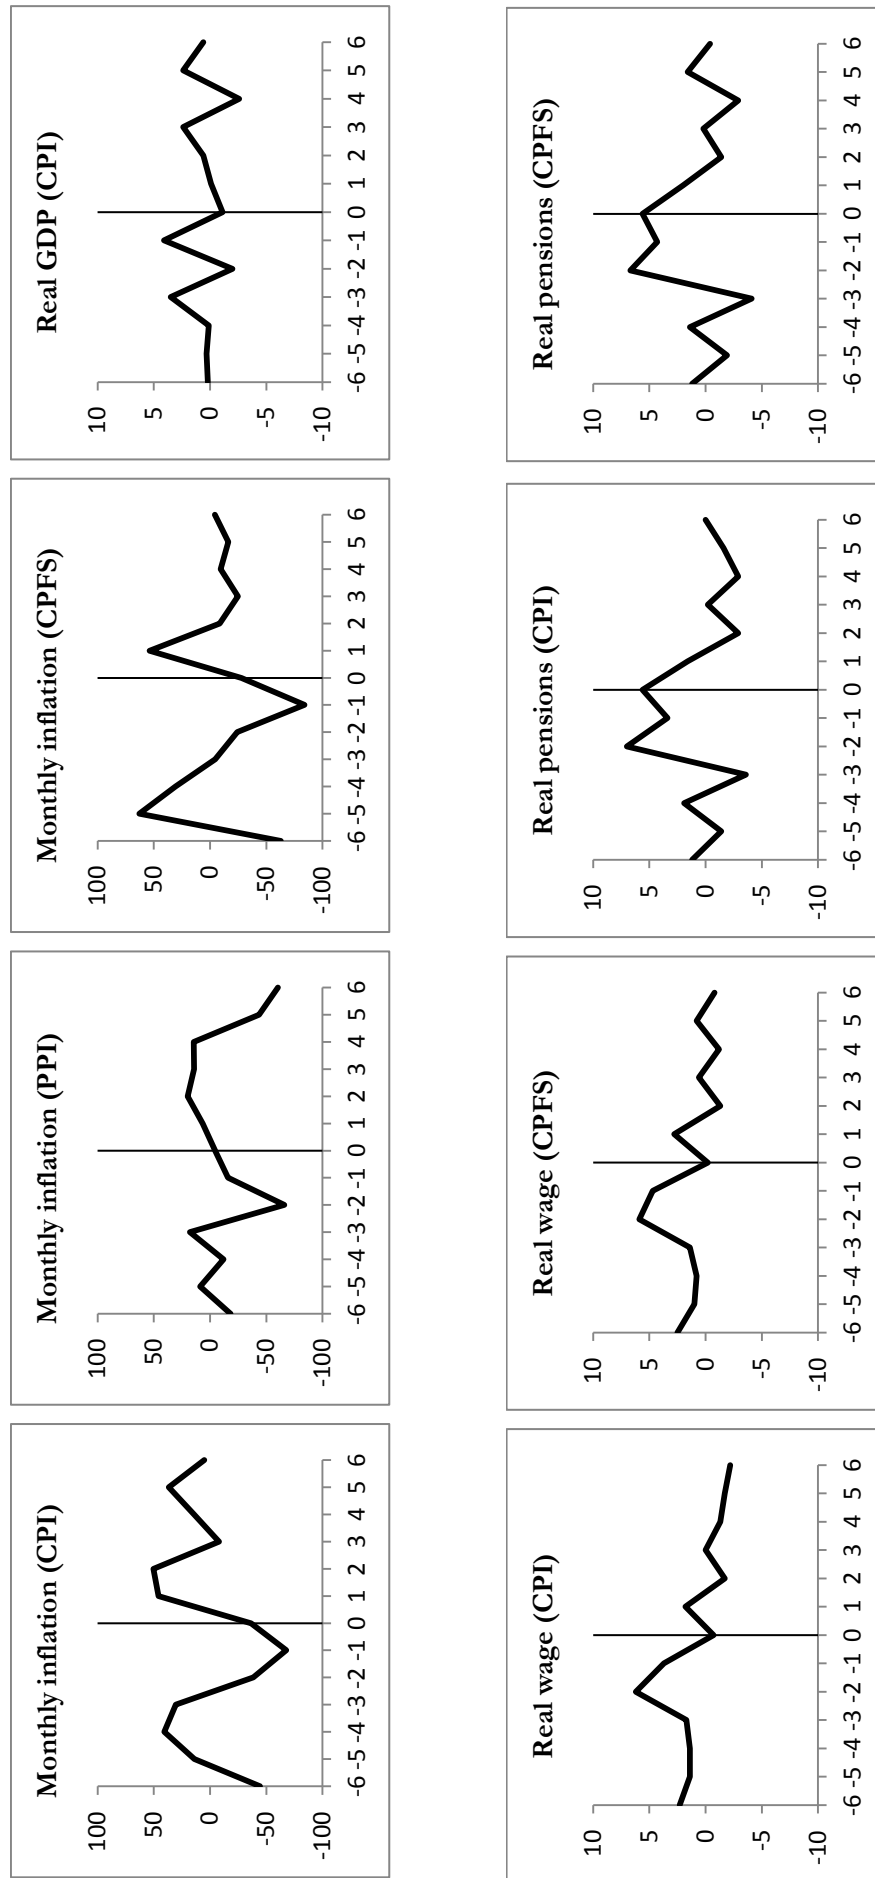 Monthly inflation (CPI)
100
50
0
-50
-100
-6 -5 -4 -3 -2 -1 0 1 2 3 4 5 6
Monthly inflation (PPI)
100
50
0
-50
-100
-6 -5 -4 -3 -2 -1 0 1 2 3 4 5 6
Monthly inflation (CPFS)
100
50
0
-50
-100
-6 -5 -4 -3 -2 -1 0 1 2 3 4 5 6
Real GDP (CPI)
10
5
0
-5
-10
-6 -5 -4 -3 -2 -1 0 1 2 3 4 5 6
Real wage (CPI)
10
5
0
-5
-10
-6 -5 -4 -3 -2 -1 0 1 2 3 4 5 6
Real wage (CPFS)
10
5
0
-5
-10
-6 -5 -4 -3 -2 -1 0 1 2 3 4 5 6
Real pensions (CPI)
10
5
0
-5
-10
-6 -5 -4 -3 -2 -1 0 1 2 3 4 5 6
Real pensions (CPFS)
10
5
0
-5
-10
-6 -5 -4 -3 -2 -1 0 1 2 3 4 5 6